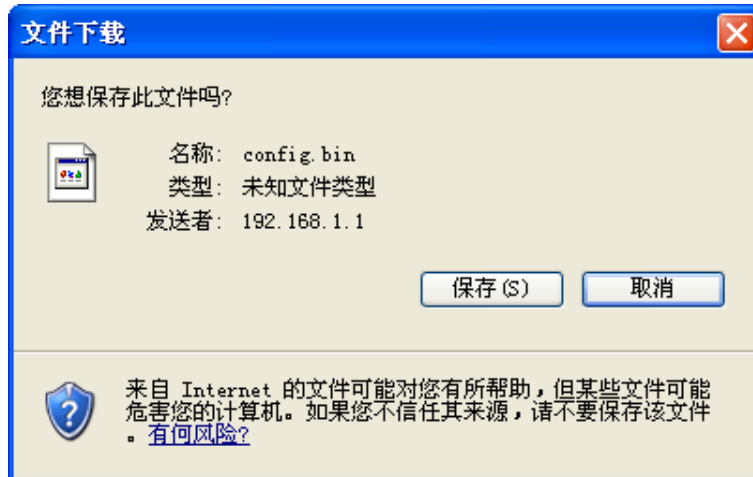 文件下载
您想保存此文件吗?
名称: config.bin
类型: 未知文件类型
发送者: 192.168.1.1
保存(S) 取消
来自 Internet 的文件可能对您有所帮助,但某些文件可能
危害您的计算机。如果您不信任其来源,请不要保存该文件
。有何风险?